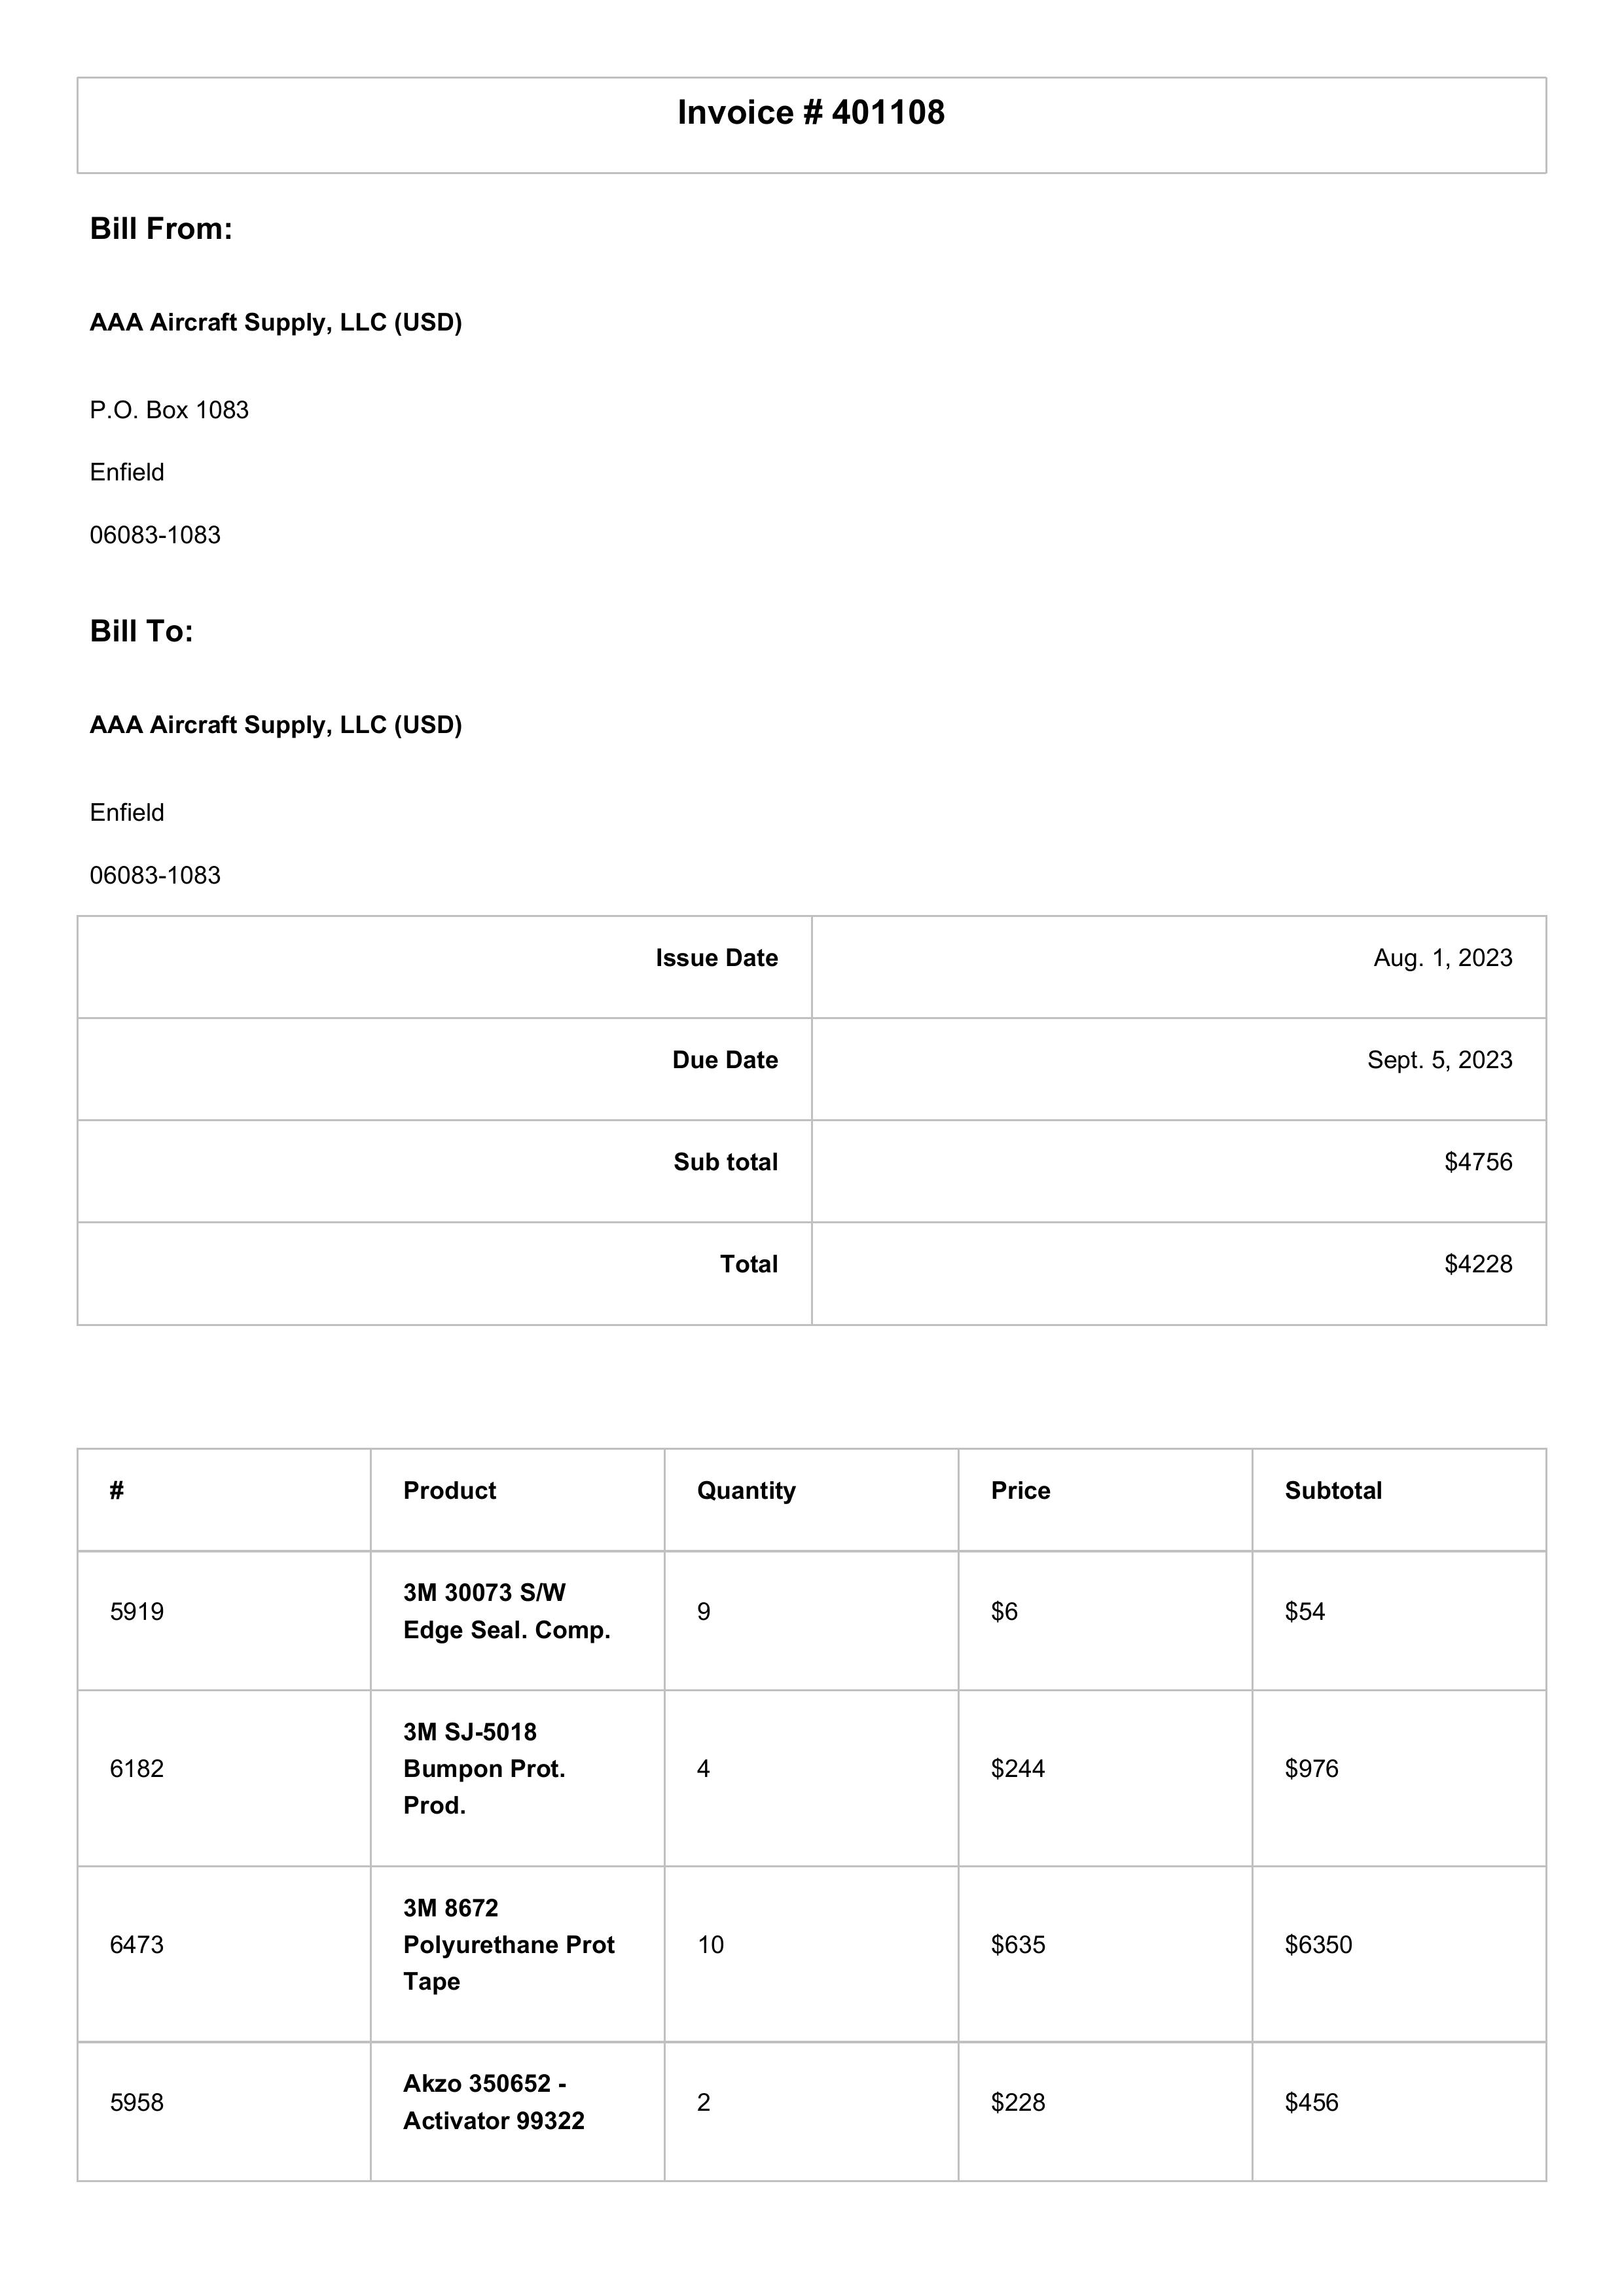 Invoice # 401108
Bill From:
AAA Aircraft Supply, LLC (USD)
P.O. Box 1083
Enfield
06083-1083
Bill To:
AAA Aircraft Supply, LLC (USD)
Enfield
06083-1083
Issue Date Aug. 1, 2023
Due Date Sept. 5, 2023
Sub total $4756
Total $4228
# Product Quantity Price Subtotal
5919 3M 30073 S/W Edge Seal. Comp. 9 $6 $54
6182 3M SJ-5018 Bumpon Prot. Prod. 4 $244 $976
6473 3M 8672 Polyurethane Prot Tape 10 $635 $6350
5958 Akzo 350652 - Activator 99322 2 $228 $456